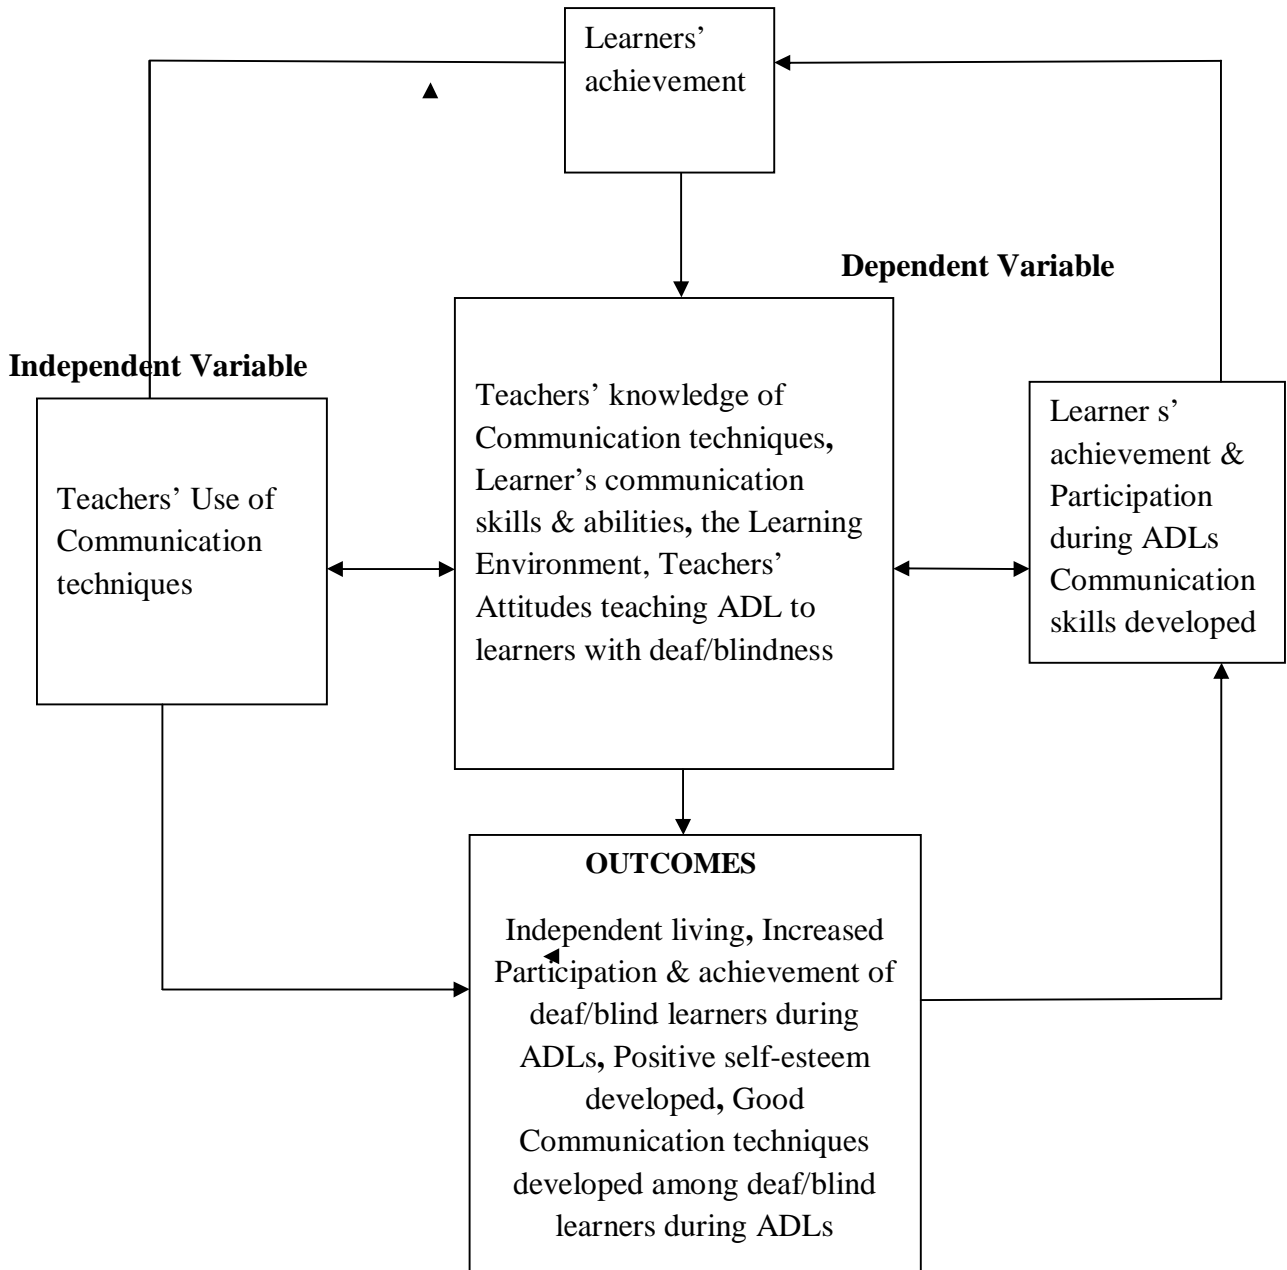 Learners’
achievement
Dependent Variable
Independent Variable
Teachers’ Use of
Communication
techniques
Teachers’ knowledge of
Communication techniques,
Learner’s communication
skills & abilities, the Learning
Environment, Teachers’
Attitudes teaching ADL to
learners with deaf/blindness
Learner s’
achievement &
Participation
during ADLs
Communication
skills developed
OUTCOMES
Independent living, Increased
Participation & achievement of
deaf/blind learners during
ADLs, Positive self-esteem
developed, Good
Communication techniques
developed among deaf/blind
learners during ADLs